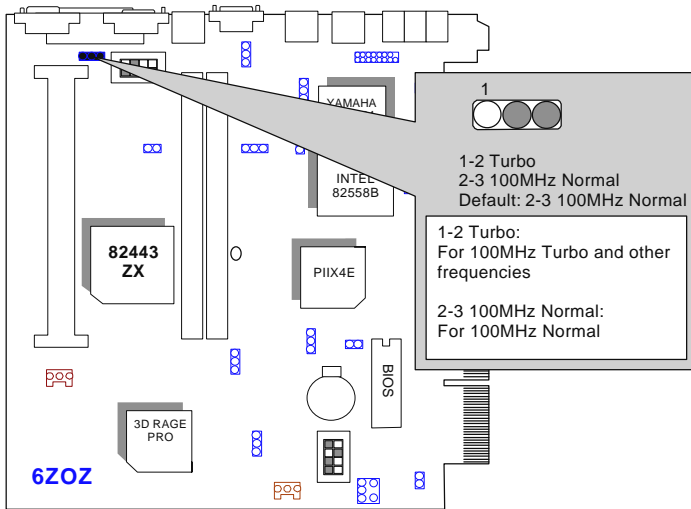 YAMAHA
1
1-2 Turbo
2-3 100MHz Normal
Default: 2-3 100MHz Normal
1-2 Turbo:
For 100MHz Turbo and other
frequencies
2-3 100MHz Normal:
For 100MHz Normal
INTEL
82558B
82443
ZX
PIIX4E
BIOS
3D RAGE
PRO
6ZOZ